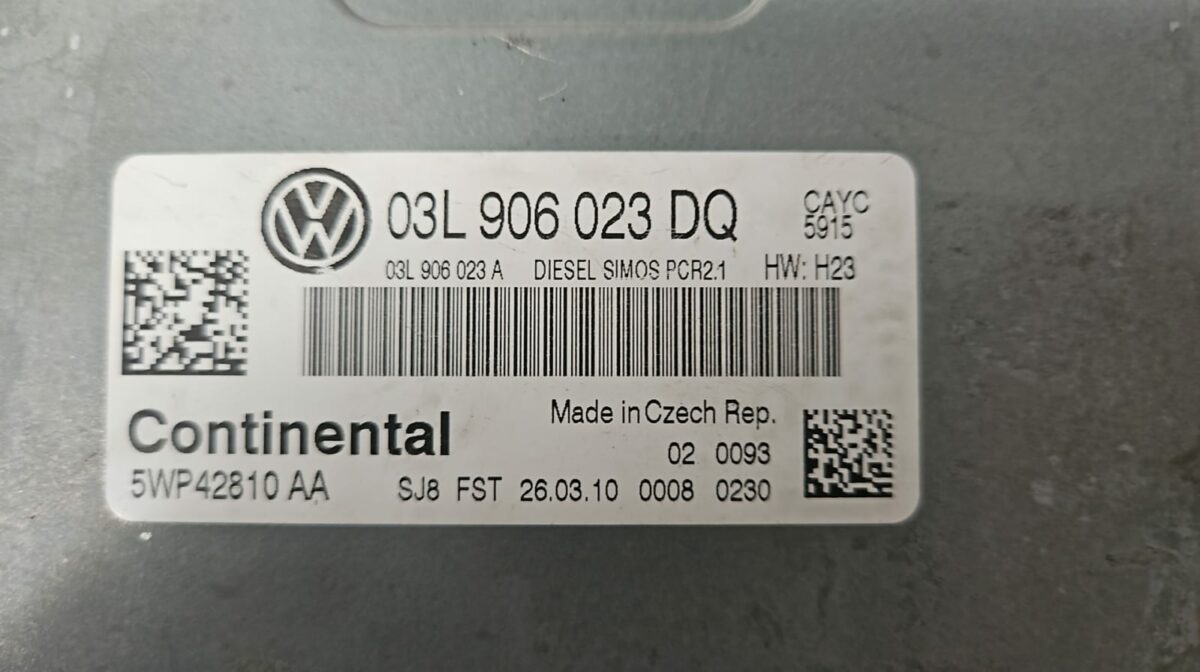 03L 906 023 DQ
CAYC
5915
03L 906 023 A DIESEL SIMOS PCR2.1 HW: H23
Continental
Made in Czech Rep.
02 0093
5WP42810 AA SJ8 FST 26.03.10 0008 0230